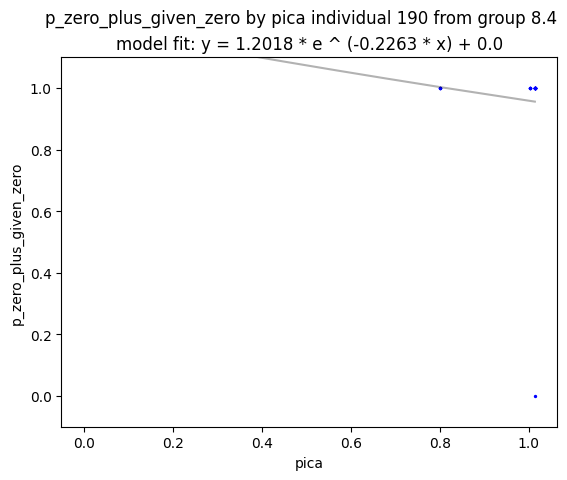 p_zero_plus_given_zero by pica individual 190 from group 8.4
model fit: y = 1.2018 * e ^ (-0.2263 * x) + 0.0
1.0
0.8
0.6
0.4
0.2
0.0
p_zero_plus_given_zero
0.0 0.2 0.4 0.6 0.8 1.0
pica